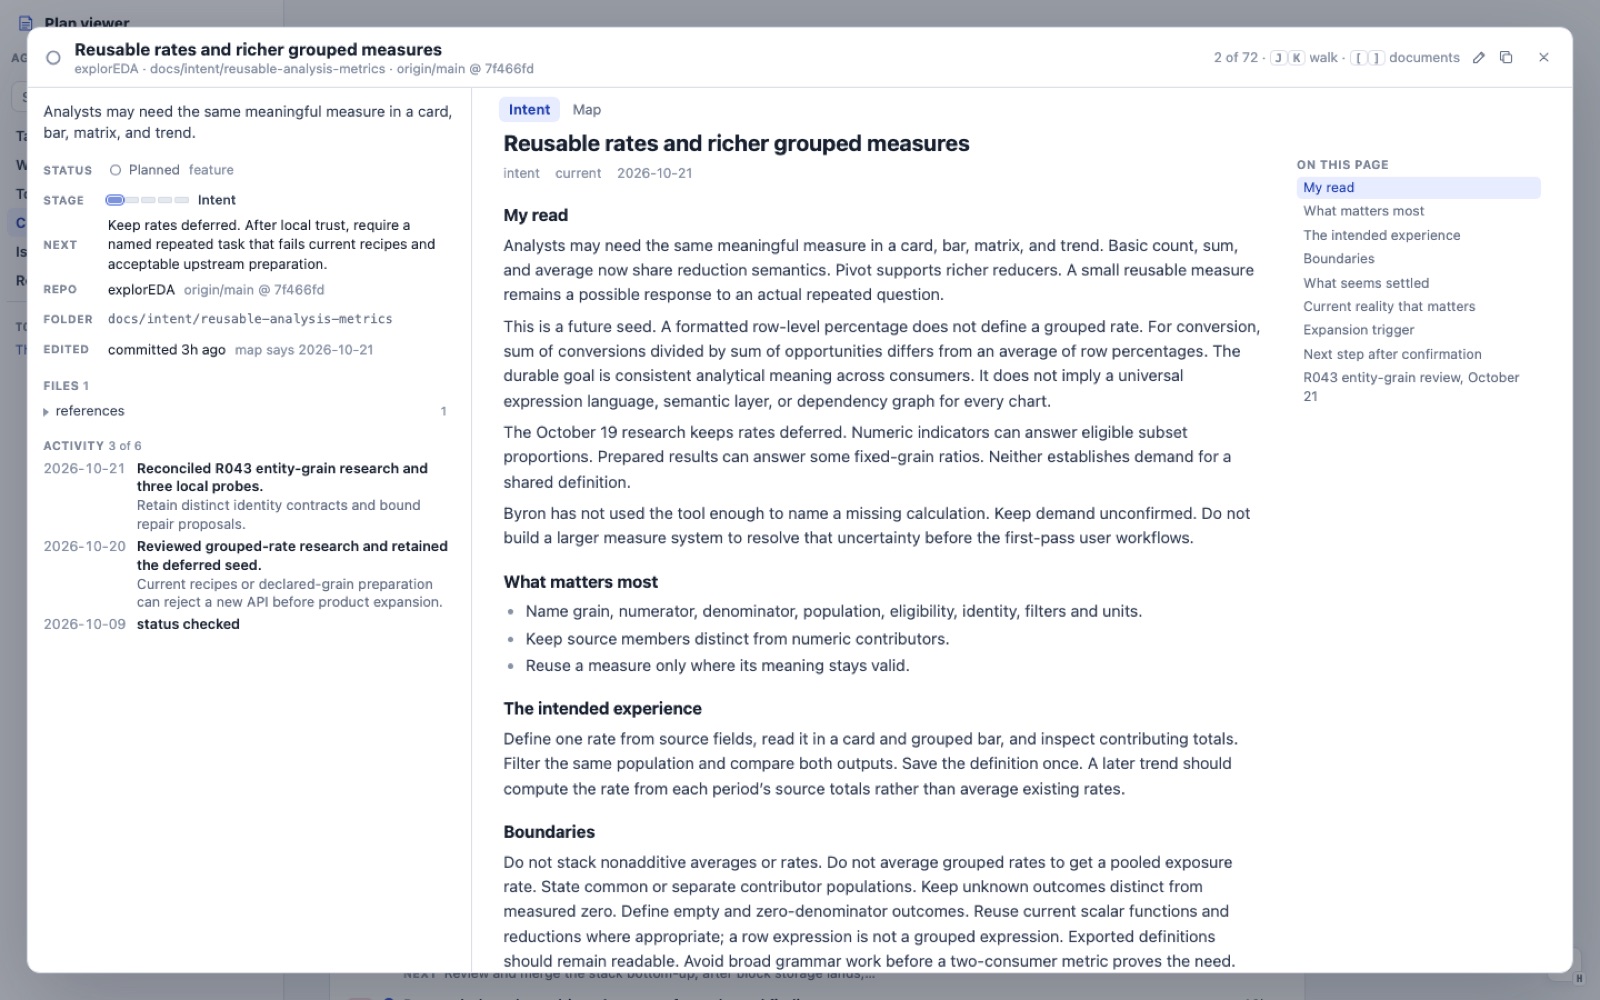 Plan viewer
Reusable rates and richer grouped measures
explorEDA · docs/intent/reusable-analysis-metrics · origin/main @ 7f466fd
2 of 72 · J K walk · [ ] documents
Analysts may need the same meaningful measure in a card,
bar, matrix, and trend.
STATUS Planned feature
STAGE Intent
NEXT Keep rates deferred. After local trust, require a
named repeated task that fails current recipes and
acceptable upstream preparation.
REPO explorEDA origin/main @ 7f466fd
FOLDER docs/intent/reusable-analysis-metrics
EDITED committed 3h ago map says 2026-10-21
FILES 1
references 1
ACTIVITY 3 of 6
2026-10-21 Reconciled R043 entity-grain research and
three local probes.
Retain distinct identity contracts and bound
repair proposals.
2026-10-20 Reviewed grouped-rate research and retained
the deferred seed.
Current recipes or declared-grain preparation
can reject a new API before product expansion.
2026-10-09 status checked
Intent Map
Reusable rates and richer grouped measures
intent current 2026-10-21
My read
Analysts may need the same meaningful measure in a card, bar, matrix, and trend. Basic count, sum,
and average now share reduction semantics. Pivot supports richer reducers. A small reusable measure
remains a possible response to an actual repeated question.
This is a future seed. A formatted row-level percentage does not define a grouped rate. For conversion,
sum of conversions divided by sum of opportunities differs from an average of row percentages. The
durable goal is consistent analytical meaning across consumers. It does not imply a universal
expression language, semantic layer, or dependency graph for every chart.
The October 19 research keeps rates deferred. Numeric indicators can answer eligible subset
proportions. Prepared results can answer some fixed-grain ratios. Neither establishes demand for a
shared definition.
Byron has not used the tool enough to name a missing calculation. Keep demand unconfirmed. Do not
build a larger measure system to resolve that uncertainty before the first-pass user workflows.
What matters most
• Name grain, numerator, denominator, population, eligibility, identity, filters and units.
• Keep source members distinct from numeric contributors.
• Reuse a measure only where its meaning stays valid.
The intended experience
Define one rate from source fields, read it in a card and grouped bar, and inspect contributing totals.
Filter the same population and compare both outputs. Save the definition once. A later trend should
compute the rate from each period's source totals rather than average existing rates.
Boundaries
Do not stack nonadditive averages or rates. Do not average grouped rates to get a pooled exposure
rate. State common or separate contributor populations. Keep unknown outcomes distinct from
measured zero. Define empty and zero-denominator outcomes. Reuse current scalar functions and
reductions where appropriate; a row expression is not a grouped expression. Exported definitions
should remain readable. Avoid broad grammar work before a two-consumer metric proves the need.
ON THIS PAGE
My read
What matters most
The intended experience
Boundaries
What seems settled
Current reality that matters
Expansion trigger
Next step after confirmation
R043 entity-grain review, October
21
NEXT Review and merge the stack bottom-up, after block storage lands,...
H